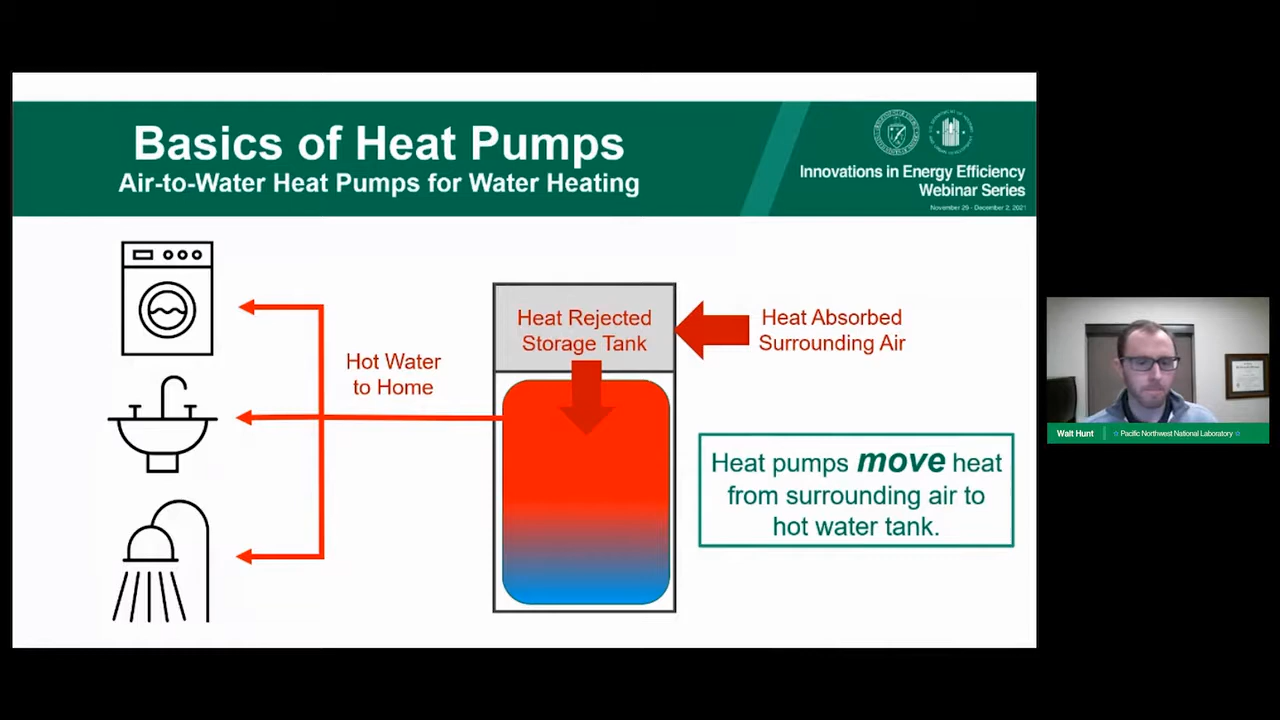 Basics of Heat Pumps
Air-to-Water Heat Pumps for Water Heating
Innovations in Energy Efficiency
Webinar Series
November 29 - December 2, 2021
Heat Rejected
Storage Tank
Heat Absorbed
Surrounding Air
Hot Water
to Home
Heat pumps move heat
from surrounding air to
hot water tank.
Walt Hunt
Pacific Northwest National Laboratory